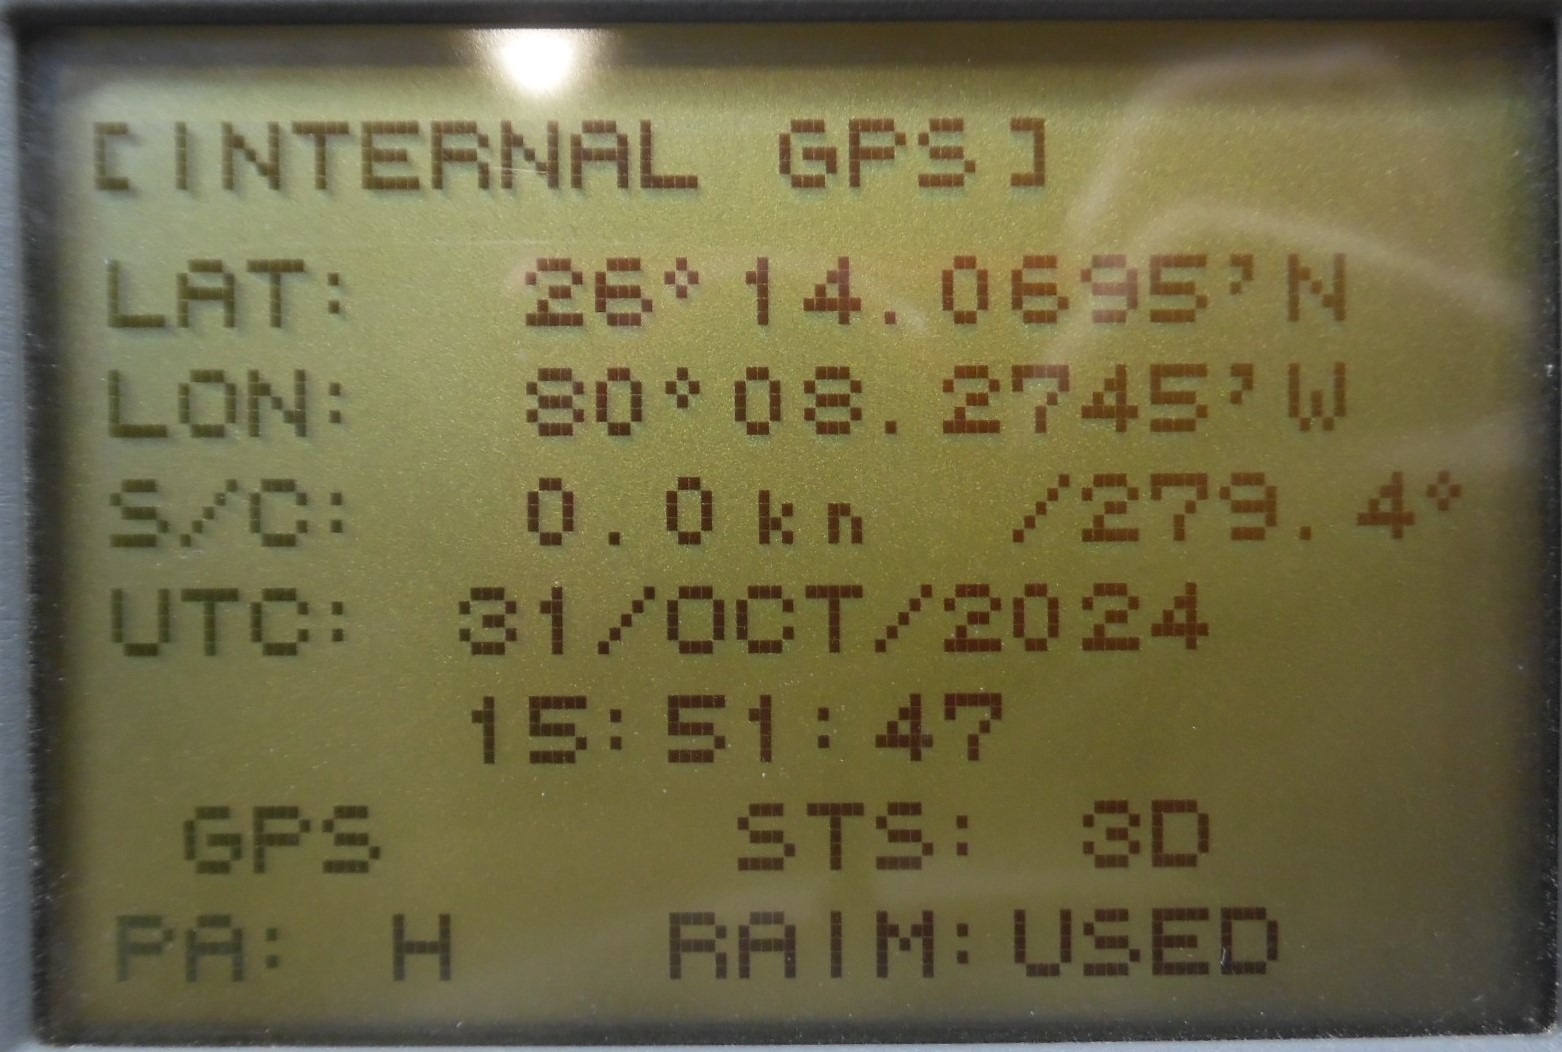 [INTERNAL GPS]
LAT: 26°14.0695'N
LON: 80°08.2745'W
S/C: 0.0kn /279.4°
UTC: 31/OCT/2024
15:51:47
GPS STS: 3D
PA: H RAIM:USED